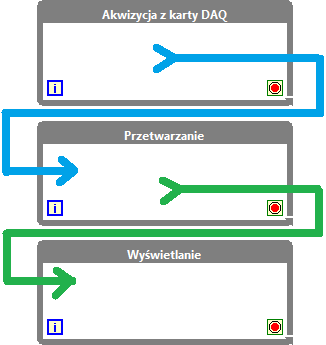 Akwizycja z karty DAQ
i
Przetwarzanie
i
Wyświetlanie
i